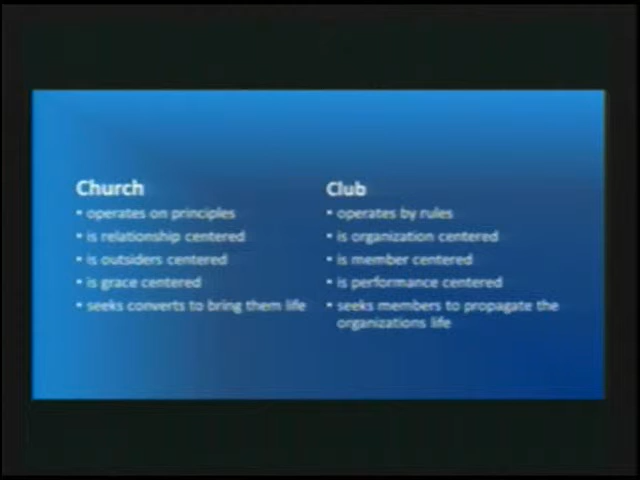 Church
• operates on principles
• is relationship centered
• is outsiders centered
• is grace centered
• seeks converts to bring them life
Club
• operates by rules
• is organization centered
• is member centered
• is performance centered
• seeks members to propagate the
organizations life